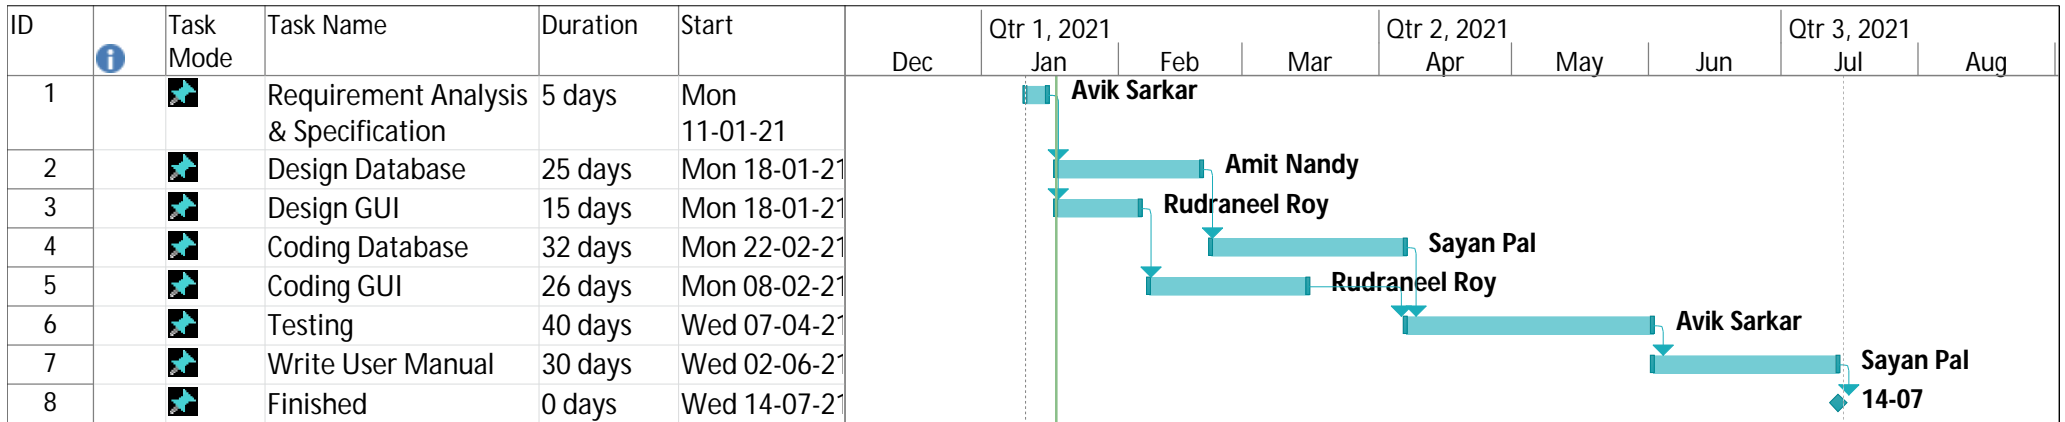 ID Task Mode Task Name Duration Start
Qtr 1, 2021 Qtr 2, 2021 Qtr 3, 2021
Dec Jan Feb Mar Apr May Jun Jul Aug
1 Requirement Analysis & Specification 5 days Mon 11-01-21 Avik Sarkar
2 Design Database 25 days Mon 18-01-21 Amit Nandy
3 Design GUI 15 days Mon 18-01-21 Rudraneel Roy
4 Coding Database 32 days Mon 22-02-21 Sayan Pal
5 Coding GUI 26 days Mon 08-02-21 Rudraneel Roy
6 Testing 40 days Wed 07-04-21 Avik Sarkar
7 Write User Manual 30 days Wed 02-06-21 Sayan Pal
8 Finished 0 days Wed 14-07-21 14-07